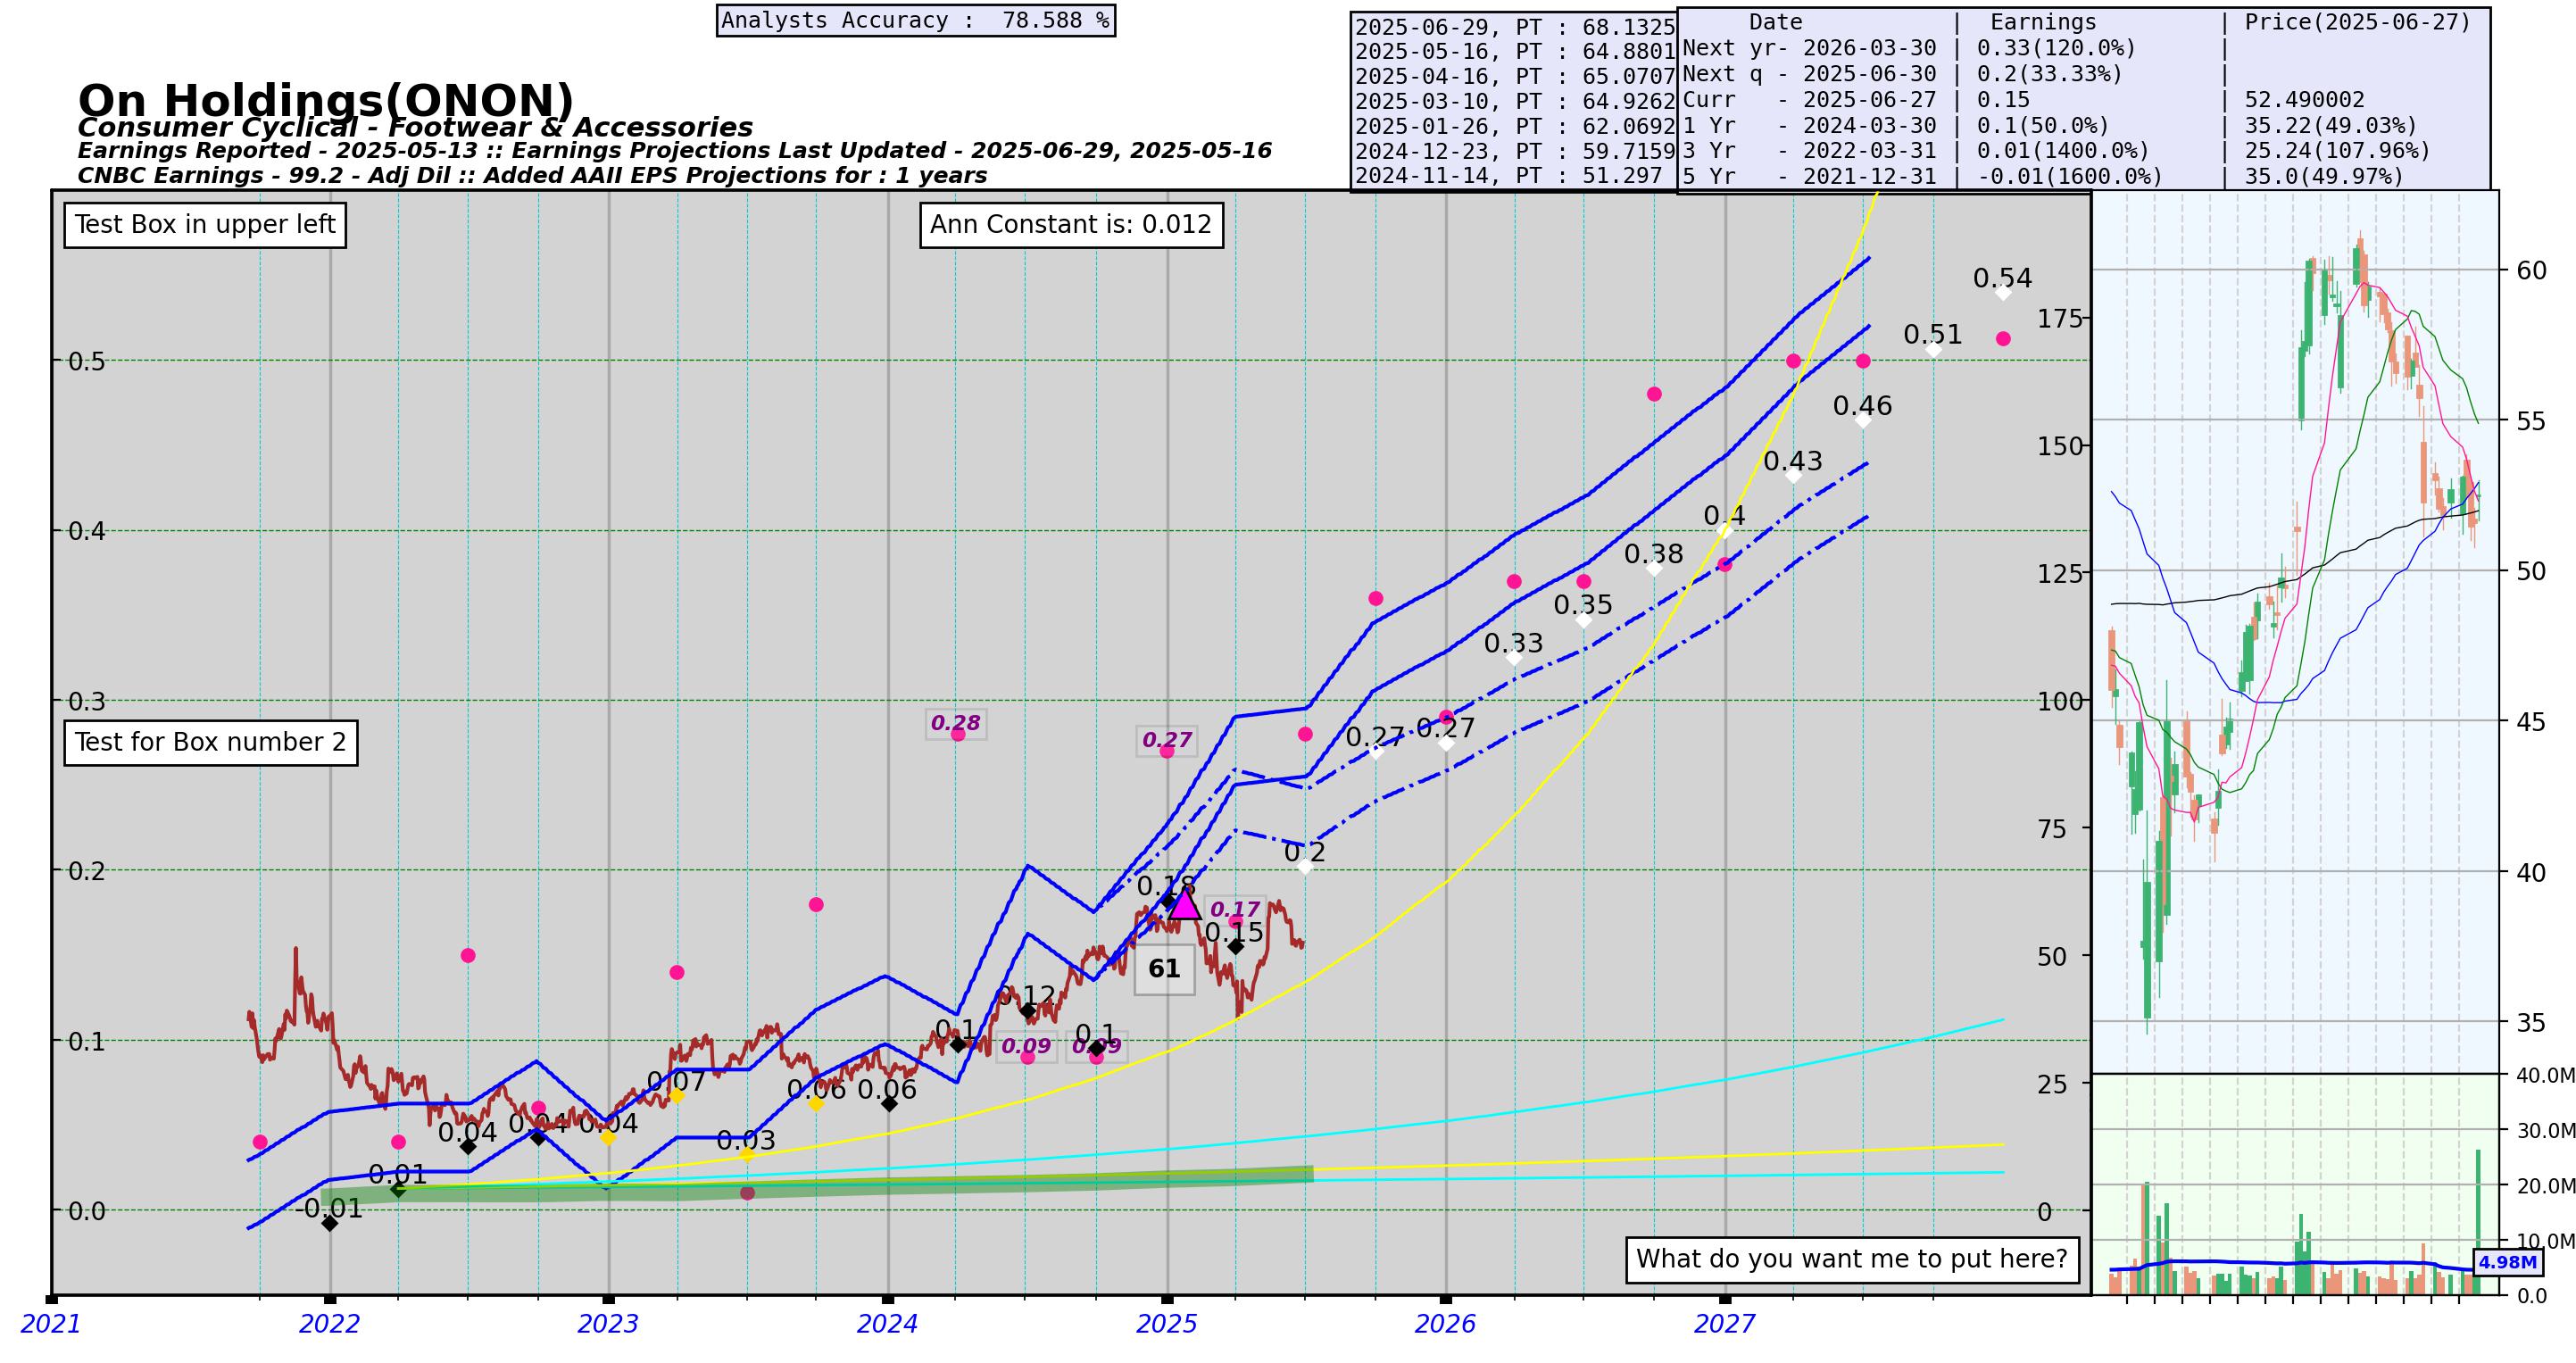 Analysts Accuracy :  78.588 %
2025-06-29, PT : 68.1325
2025-05-16, PT : 64.8801
2025-04-16, PT : 65.0707
2025-03-10, PT : 64.9262
2025-01-26, PT : 62.0692
2024-12-23, PT : 59.7159
2024-11-14, PT : 51.297
Date | Earnings | Price(2025-06-27)
Next yr- 2026-03-30 | 0.33(120.0%) |
Next q - 2025-06-30 | 0.2(33.33%) |
Curr   - 2025-06-27 | 0.15 | 52.490002
1 Yr   - 2024-03-30 | 0.1(50.0%) | 35.22(49.03%)
3 Yr   - 2022-03-31 | 0.01(1400.0%) | 25.24(107.96%)
5 Yr   - 2021-12-31 | -0.01(1600.0%) | 35.0(49.97%)
On Holdings(ONON)
Consumer Cyclical - Footwear & Accessories
Earnings Reported - 2025-05-13 :: Earnings Projections Last Updated - 2025-06-29, 2025-05-16
CNBC Earnings - 99.2 - Adj Dil :: Added AAII EPS Projections for : 1 years
Test Box in upper left
Ann Constant is: 0.012
0.54
0.51
0.46
0.43
0.4
0.38
0.35
0.33
0.27 0.27
0.28
0.27
0.2
0.18
0.17
0.15
61
0.12
0.1
0.1
0.09
0.09
0.07
0.06 0.06
0.04 0.04 0.04
0.03
0.01
-0.01
0.5
0.4
0.3
Test for Box number 2
0.2
0.1
0.0
175
150
125
100
75
50
25
0
What do you want me to put here?
60
55
50
45
40
35
40.0M
30.0M
20.0M
10.0M
4.98M
0.0
2021 2022 2023 2024 2025 2026 2027